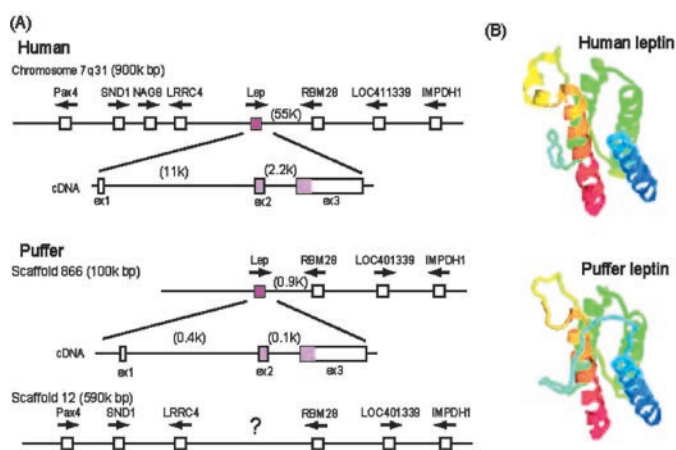 (A)
Human
Chromosome 7q31 (900k bp)
Pax4 SND1 NAG8 LRRC4 Lep RBM28 LOC411339 IMPDH1
(55K)
(11k) (2.2k)
cDNA
ex1 ex2 ex3
Puffer
Scaffold 866 (100k bp)
Lep RBM28 LOC401339 IMPDH1
(0.9K)
(0.4k) (0.1k)
cDNA
ex1 ex2 ex3
Scaffold 12 (590k bp)
Pax4 SND1 LRRC4 ? RBM28 LOC401339 IMPDH1
(B)
Human leptin
Puffer leptin